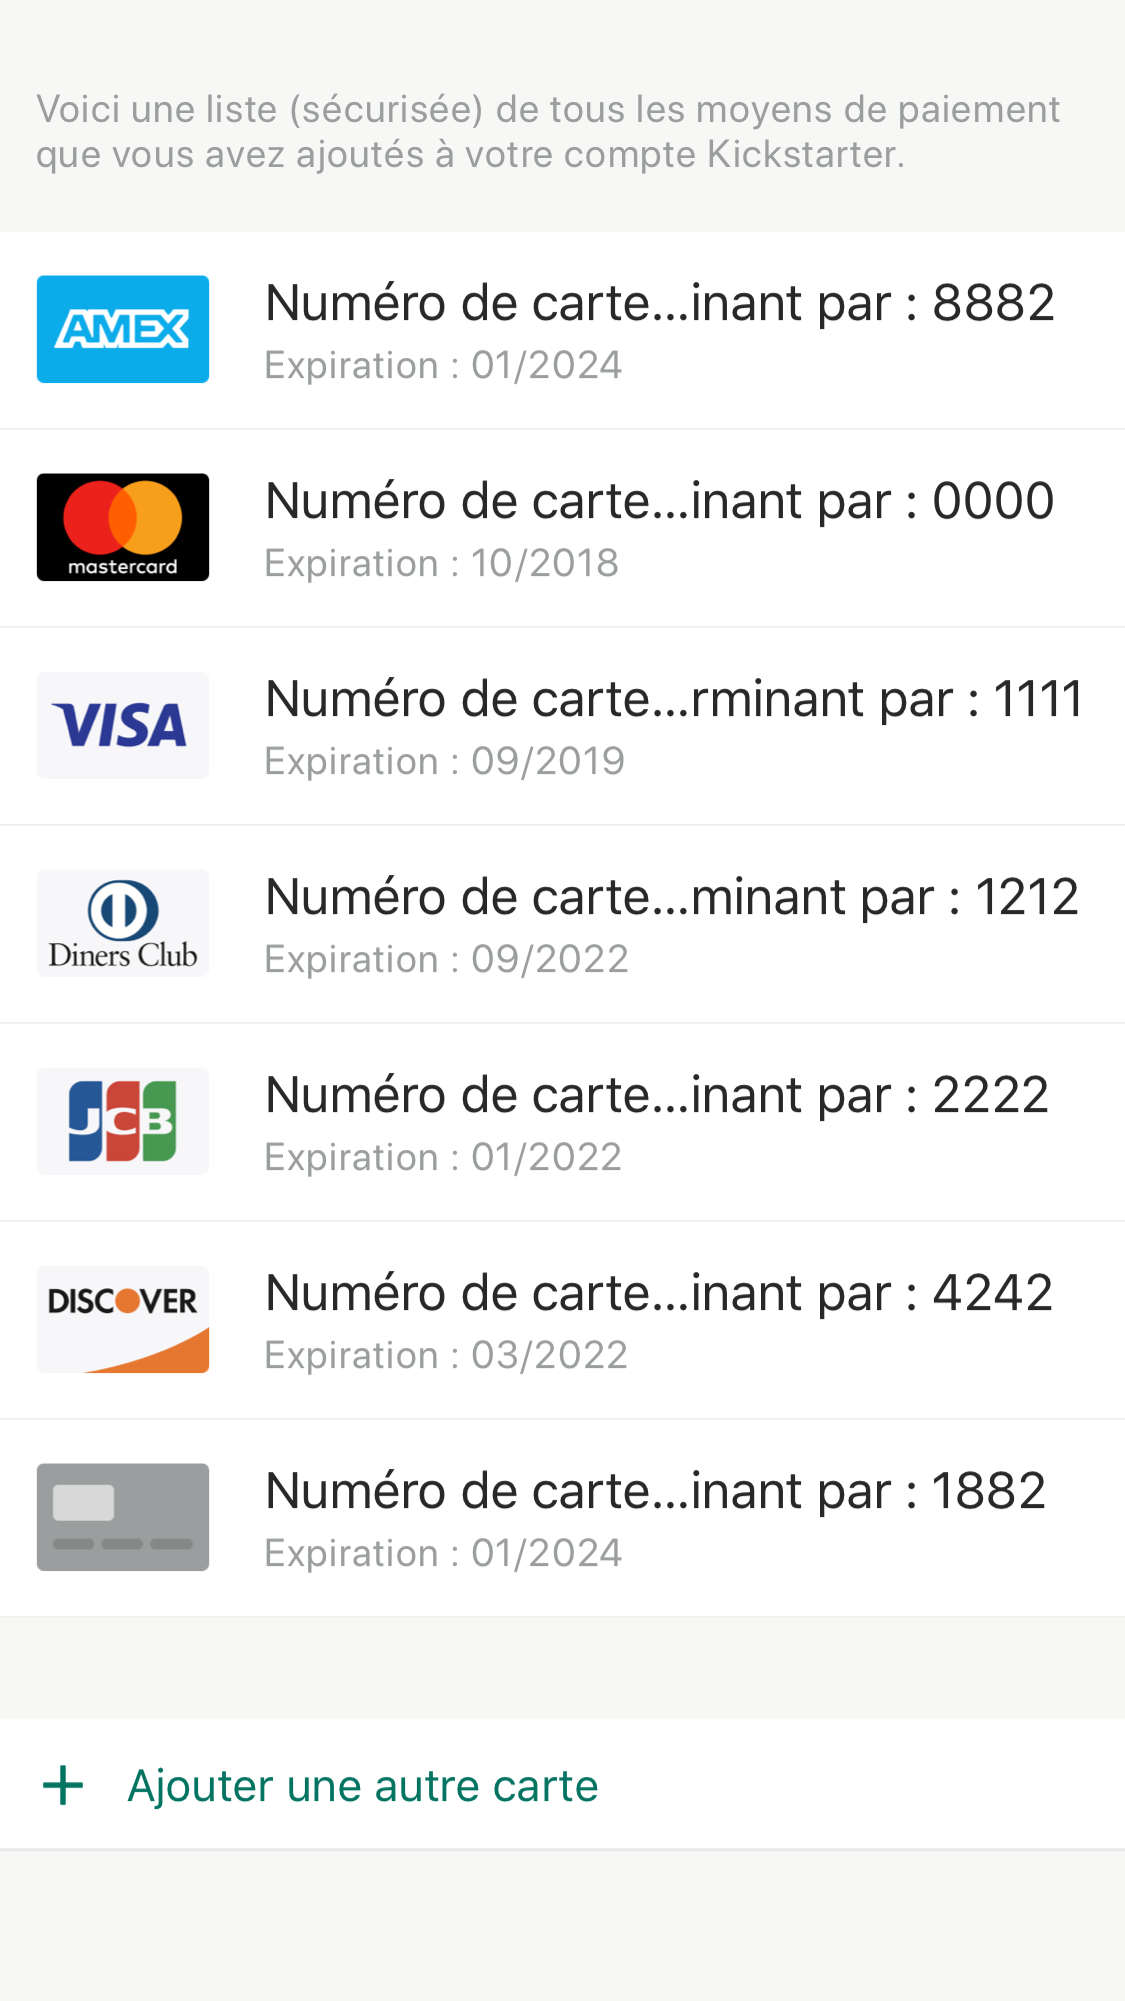 Voici une liste (sécurisée) de tous les moyens de paiement
que vous avez ajoutés à votre compte Kickstarter.
AMEX
Numéro de carte...inant par : 8882
Expiration : 01/2024
mastercard
Numéro de carte...inant par : 0000
Expiration : 10/2018
VISA
Numéro de carte...rminant par : 1111
Expiration : 09/2019
Diners Club
Numéro de carte...minant par : 1212
Expiration : 09/2022
JCB
Numéro de carte...inant par : 2222
Expiration : 01/2022
DISCOVER
Numéro de carte...inant par : 4242
Expiration : 03/2022
Numéro de carte...inant par : 1882
Expiration : 01/2024
+ Ajouter une autre carte